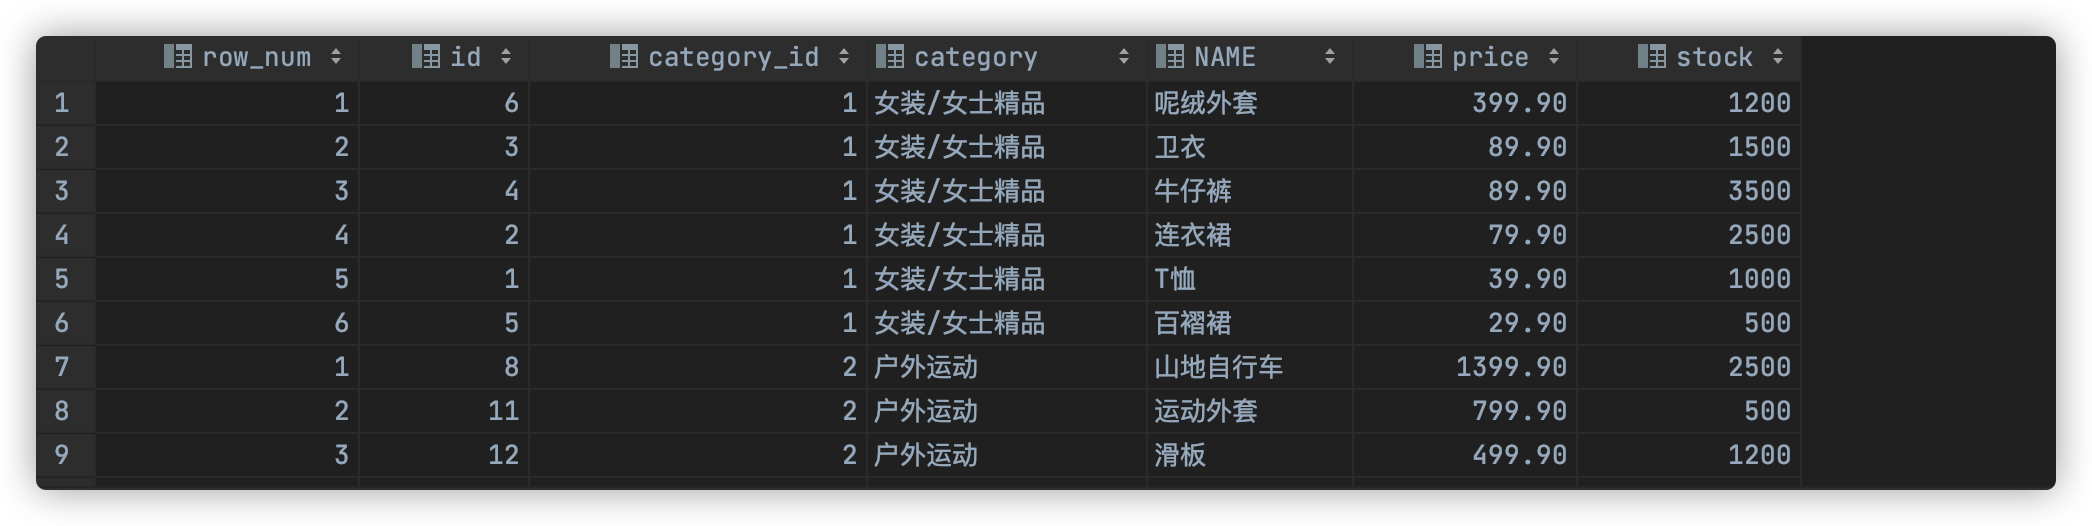 row_num id category_id category NAME price stock
1 1 6 1 女装/女士精品 呢绒外套 399.90 1200
2 2 3 1 女装/女士精品 卫衣 89.90 1500
3 3 4 1 女装/女士精品 牛仔裤 89.90 3500
4 4 2 1 女装/女士精品 连衣裙 79.90 2500
5 5 1 1 女装/女士精品 T恤 39.90 1000
6 6 5 1 女装/女士精品 百褶裙 29.90 500
7 1 8 2 户外运动 山地自行车 1399.90 2500
8 2 11 2 户外运动 运动外套 799.90 500
9 3 12 2 户外运动 滑板 499.90 1200